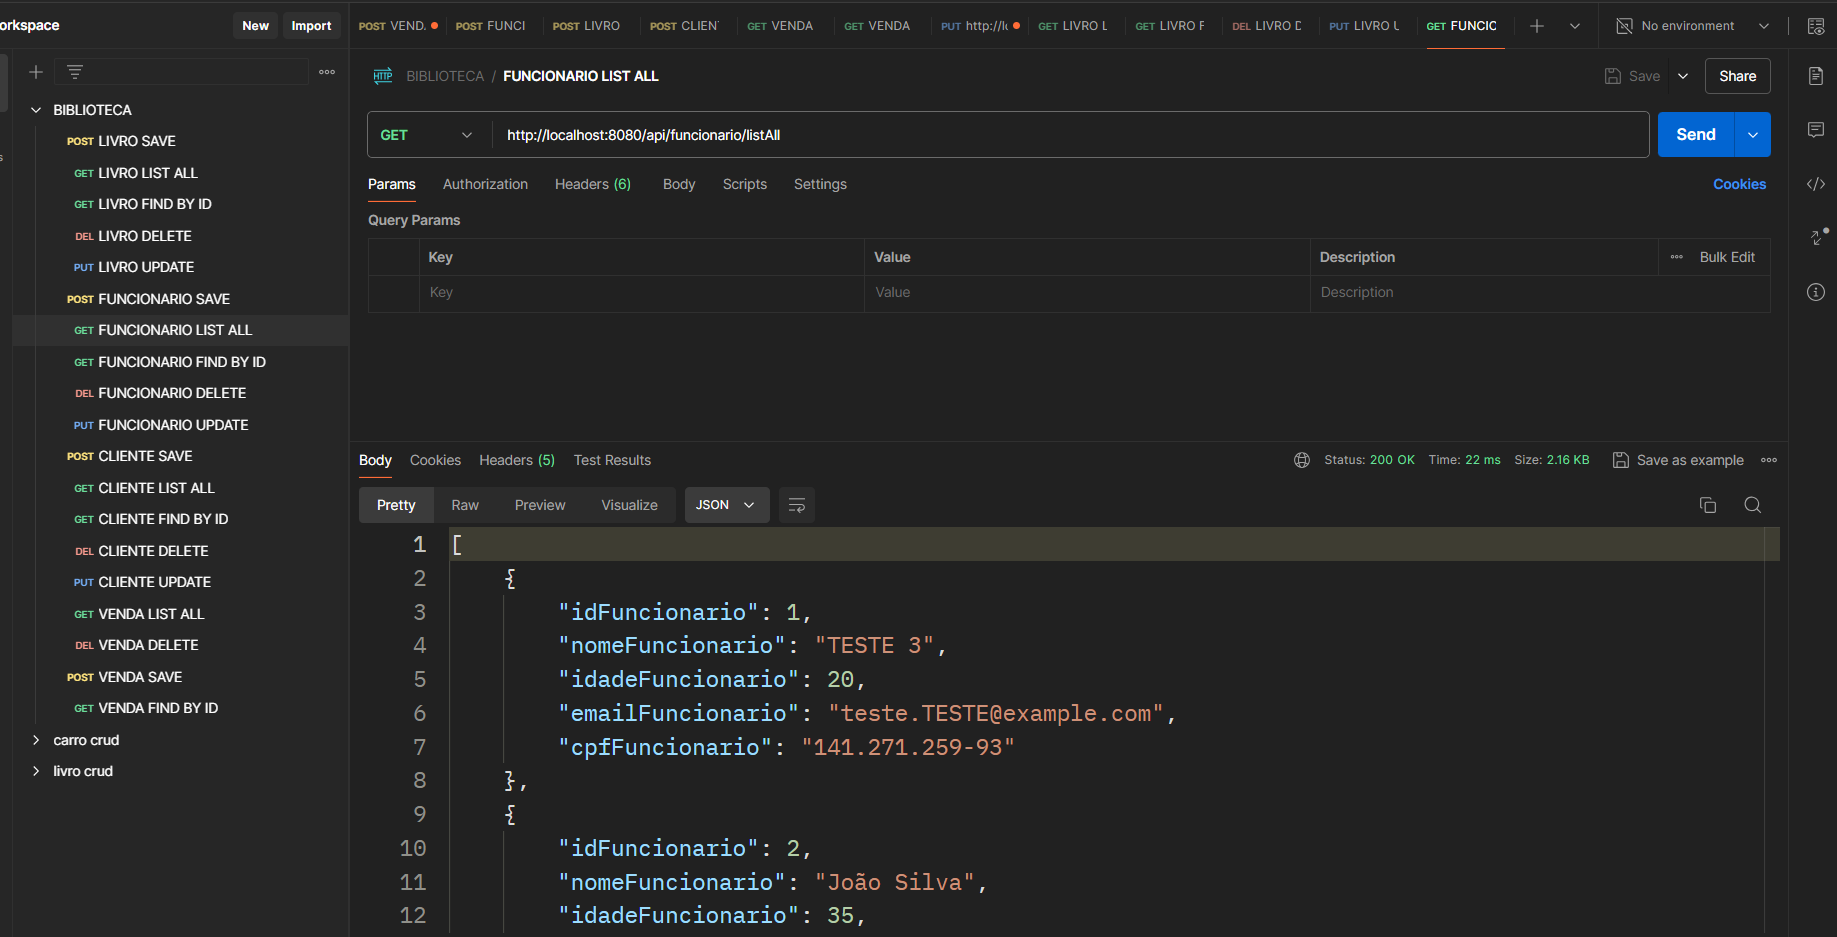 orkspace
New
Import
POST VEND.
POST FUNCI
POST LIVRO
POST CLIEN
GET VENDA
GET VENDA
PUT http://l
GET LIVRO L
GET LIVRO F
DEL LIVRO D
PUT LIVRO U
GET FUNCIO
No environment
BIBLIOTECA / FUNCIONARIO LIST ALL
Save
Share
GET
http://localhost:8080/api/funcionario/listAll
Send
Params
Authorization
Headers (6)
Body
Scripts
Settings
Cookies
Query Params
Key
Value
Description
Bulk Edit
Key
Value
Description
BIBLIOTECA
POST LIVRO SAVE
GET LIVRO LIST ALL
GET LIVRO FIND BY ID
DEL LIVRO DELETE
PUT LIVRO UPDATE
POST FUNCIONARIO SAVE
GET FUNCIONARIO LIST ALL
GET FUNCIONARIO FIND BY ID
DEL FUNCIONARIO DELETE
PUT FUNCIONARIO UPDATE
POST CLIENTE SAVE
GET CLIENTE LIST ALL
GET CLIENTE FIND BY ID
DEL CLIENTE DELETE
PUT CLIENTE UPDATE
GET VENDA LIST ALL
DEL VENDA DELETE
POST VENDA SAVE
GET VENDA FIND BY ID
carro crud
livro crud
s
Body
Cookies
Headers (5)
Test Results
Status: 200 OK
Time: 22 ms
Size: 2.16 KB
Save as example
Pretty
Raw
Preview
Visualize
JSON
1 [
2 {
3 "idFuncionario": 1,
4 "nomeFuncionario": "TESTE 3",
5 "idadeFuncionario": 20,
6 "emailFuncionario": "teste.TESTE@example.com",
7 "cpfFuncionario": "141.271.259-93"
8 },
9 {
10 "idFuncionario": 2,
11 "nomeFuncionario": "João Silva",
12 "idadeFuncionario": 35,